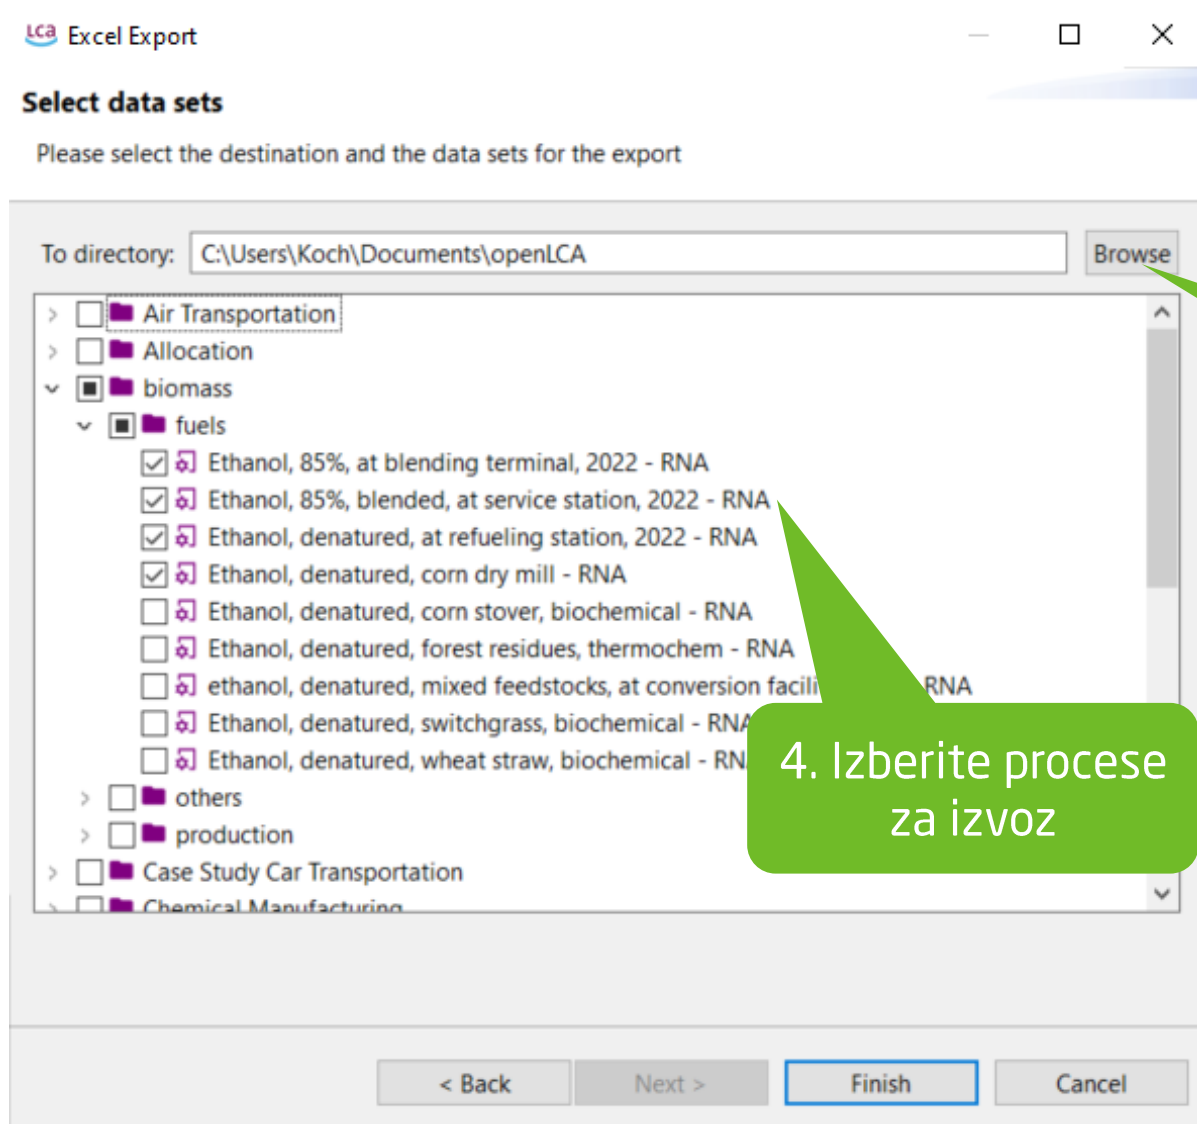 LCA Excel Export
Select data sets
Please select the destination and the data sets for the export
To directory: C:\Users\Koch\Documents\openLCA Browse
Air Transportation
Allocation
biomass
fuels
Ethanol, 85%, at blending terminal, 2022 - RNA
Ethanol, 85%, blended, at service station, 2022 - RNA
Ethanol, denatured, at refueling station, 2022 - RNA
Ethanol, denatured, corn dry mill - RNA
Ethanol, denatured, corn stover, biochemical - RNA
Ethanol, denatured, forest residues, thermochem - RNA
ethanol, denatured, mixed feedstocks, at conversion RNA
Ethanol, denatured, switchgrass, biochemical - RNA
Ethanol, denatured, wheat straw, biochemical -
others
production
Case Study Car Transportation
Chemical Manufacturing
4. Izberite procese
za izvoz
< Back Next > Finish Cancel